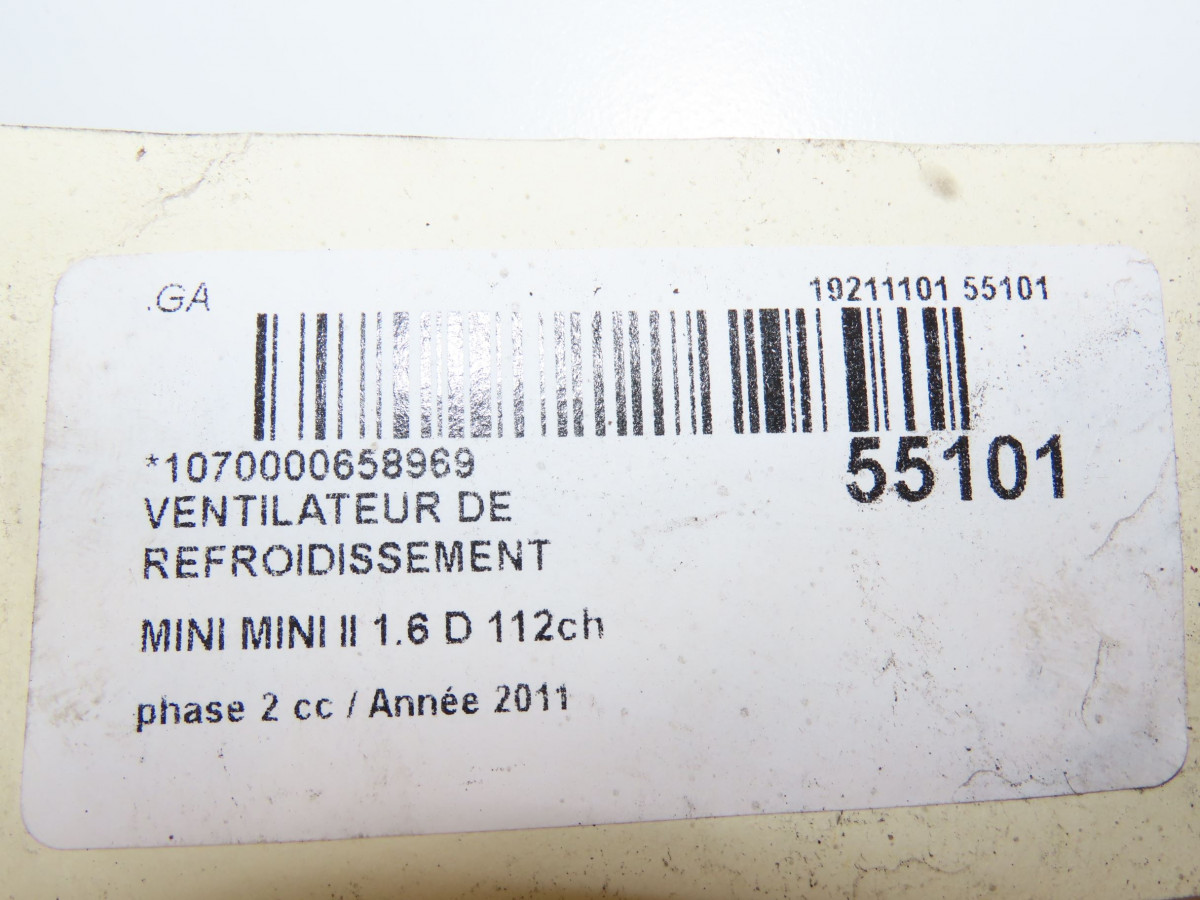 .GA
19211101 55101
*1070000658969
55101
VENTILATEUR DE
REFROIDISSEMENT
MINI MINI II 1.6 D 112ch
phase 2 cc / Année 2011